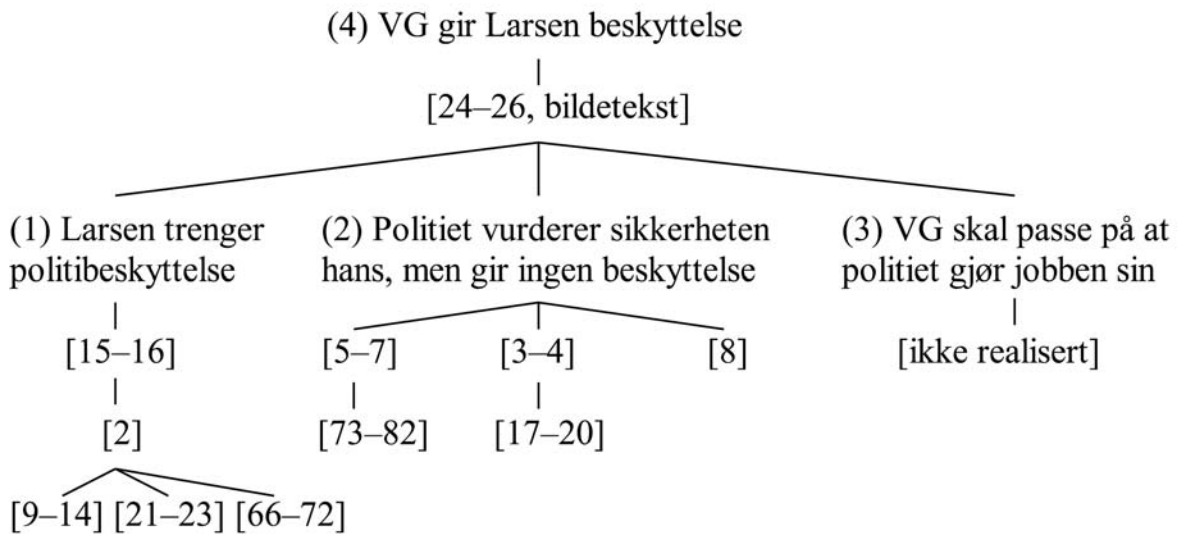 (4) VG gir Larsen beskyttelse
[24–26, bildetekst]
(1) Larsen trenger
politibeskyttelse
(2) Politiet vurderer sikkerheten
hans, men gir ingen beskyttelse
(3) VG skal passe på at
politiet gjør jobben sin
[15–16]
[5–7]
[3–4]
[8]
[ikke realisert]
[2]
[73–82]
[17–20]
[9–14] [21–23] [66–72]